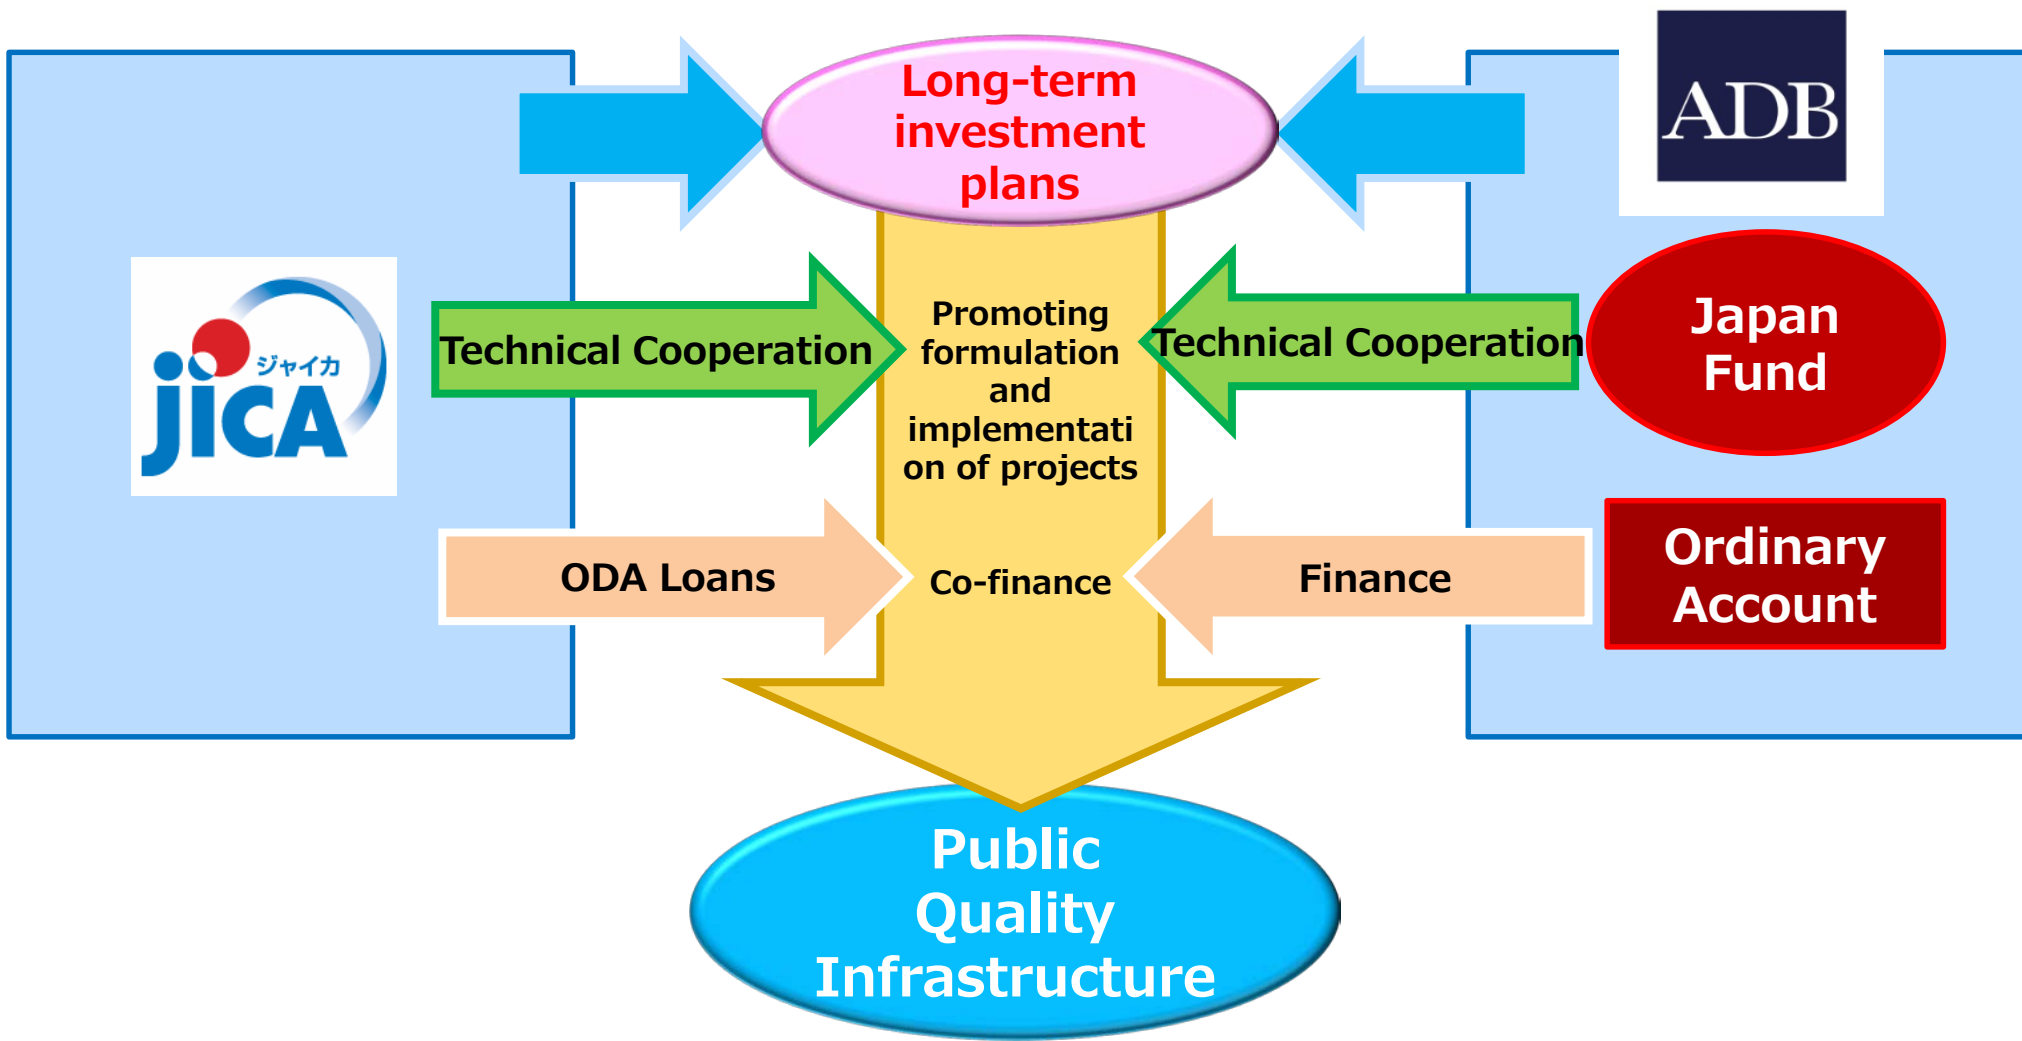 Long-term
investment
plans
ADB
ジャイカ
jICA
Technical Cooperation
Promoting
formulation
and
implementati
on of projects
Technical Cooperation
Japan
Fund
ODA Loans
Co-finance
Finance
Ordinary
Account
Public
Quality
Infrastructure